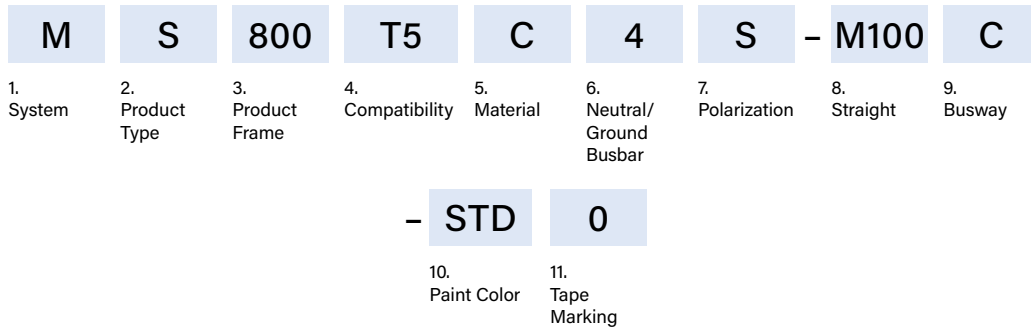 M S 800 T5 C 4 S – M100 C
1. 2. 3. 4. 5. 6. 7. 8. 9.
System Product Product Compatibility Material Neutral/ Polarization Straight Busway
Type Frame Ground
Busbar
– STD 0
10. 11.
Paint Color Tape
Marking